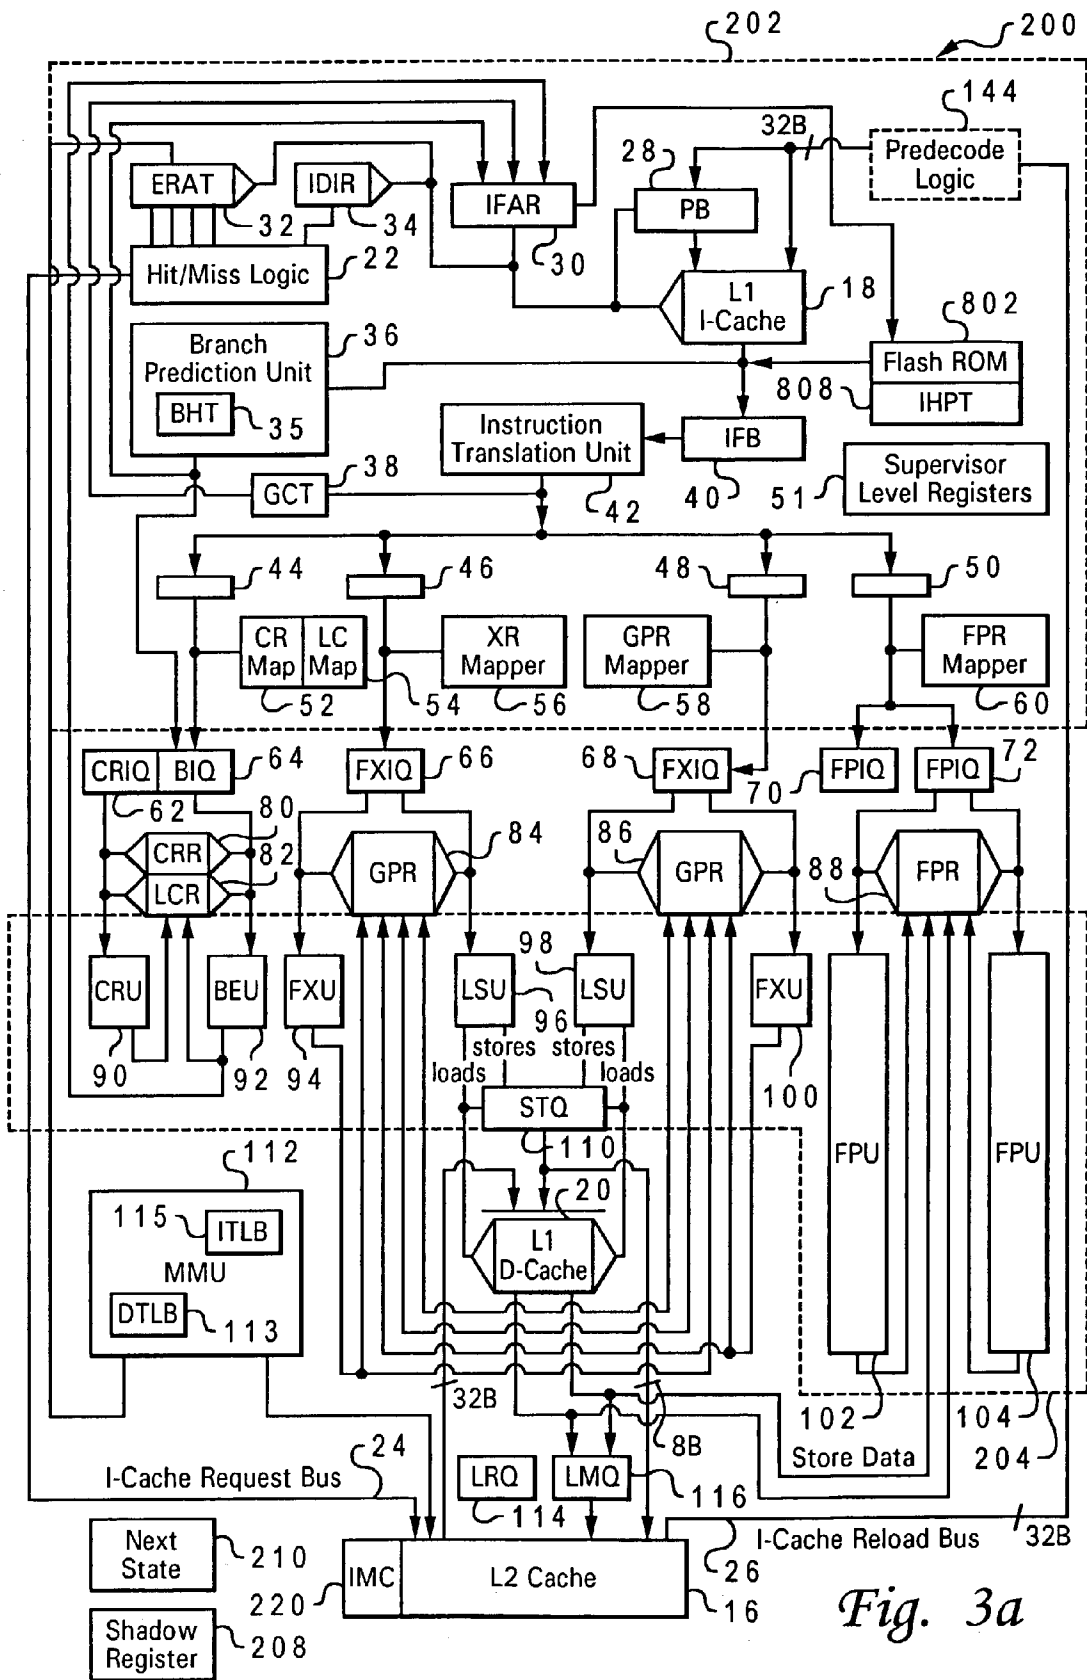 202
200
144
32B
Predecode
Logic
28
ERAT
IDIR
IFAR
PB
32
34
30
22
Hit/Miss Logic
L1
I-Cache
18
36
802
Branch
Prediction Unit
Flash ROM
808
IHPT
BHT
35
Instruction
Translation Unit
IFB
38
GCT
42
40
51
Supervisor
Level Registers
44
46
48
50
CR
Map
LC
Map
XR
Mapper
GPR
Mapper
FPR
Mapper
52
54
56
58
60
CRIQ
BIQ
64
FXIQ
66
68
FXIQ
FPIQ
FPIQ
72
62
70
80
CRR
82
LCR
GPR
84
86
GPR
88
FPR
98
CRU
BEU
FXU
LSU
LSU
FXU
96
90
92
94
100
stores
stores
loads
loads
STQ
110
FPU
FPU
112
115
ITLB
MMU
DTLB
113
20
L1
D-Cache
32B
8B
102
104
Store Data
204
24
I-Cache Request Bus
LRQ
LMQ
114
116
I-Cache Reload Bus
32B
26
Next
State
210
IMC
L2 Cache
220
16
Shadow
Register
208
Fig. 3a